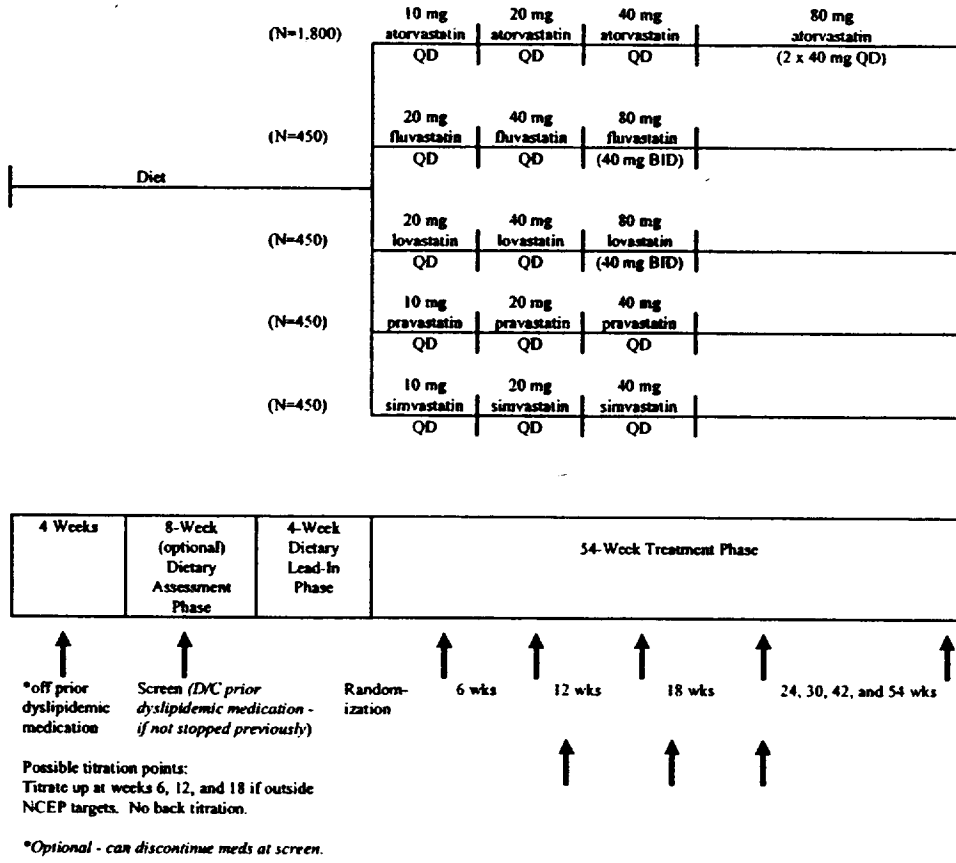 10 mg 20 mg 40 mg 80 mg
(N=1,800) atorvastatin atorvastatin atorvastatin atorvastatin
QD QD QD (2 x 40 mg QD)
20 mg 40 mg 80 mg
(N=450) fluvastatin fluvastatin fluvastatin
QD QD (40 mg BID)
Diet
20 mg 40 mg 80 mg
(N=450) lovastatin lovastatin lovastatin
QD QD (40 mg BID)
10 mg 20 mg 40 mg
(N=450) pravastatin pravastatin pravastatin
QD QD QD
10 mg 20 mg 40 mg
(N=450) simvastatin simvastatin simvastatin
QD QD QD
4 Weeks
8-Week
(optional)
Dietary
Assessment
Phase
4-Week
Dietary
Lead-In
Phase
54-Week Treatment Phase
*off prior
dyslipidemic
medication
Screen (D/C prior
dyslipidemic medication -
if not stopped previously)
Random-
ization
6 wks
12 wks
18 wks
24, 30, 42, and 54 wks
Possible titration points:
Titrate up at weeks 6, 12, and 18 if outside
NCEP targets. No back titration.
*Optional - can discontinue meds at screen.